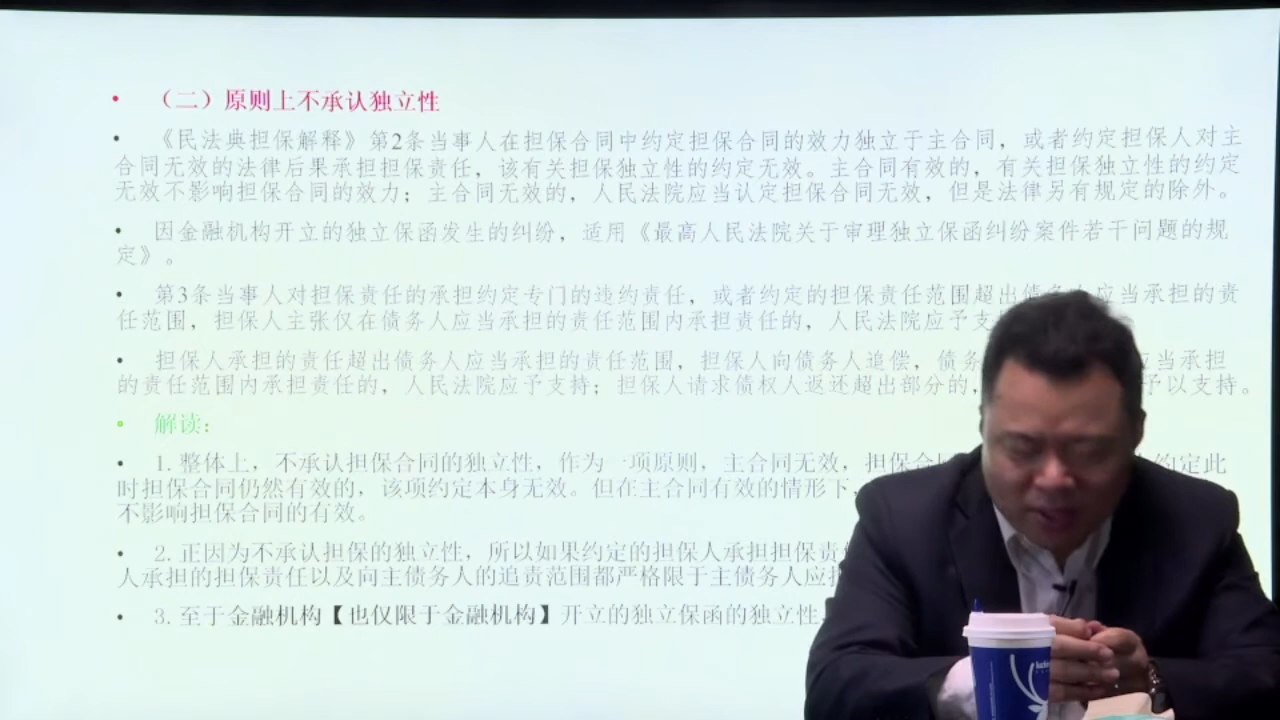 （二）原则上不承认独立性
《民法典担保解释》第2条当事人在担保合同中约定担保合同的效力独立于主合同，或者约定担保人对主
合同无效的法律后果承担担保责任，该有关担保独立性的约定无效。主合同有效的，有关担保独立性的约定
无效不影响担保合同的效力；主合同无效的，人民法院应当认定担保合同无效，但是法律另有规定的除外。
因金融机构开立的独立保函发生的纠纷，适用《最高人民法院关于审理独立保函纠纷案件若干问题的规
定》。
第3条当事人对担保责任的承担约定专门的违约责任，或者约定的担保责任范围超出债务人应当承担的责
任范围，担保人主张仅在债务人应当承担的责任范围内承担责任的，人民法院应予支
担保人承担的责任超出债务人应当承担的责任范围，担保人向债务人追偿，债务 应当承担
的责任范围内承担责任的，人民法院应予支持；担保人请求债权人返还超出部分的， 予以支持。
解读：
1. 整体上，不承认担保合同的独立性，作为一项原则，主合同无效，担保合 约定此
时担保合同仍然有效的，该项约定本身无效。但在主合同有效的情形下，
不影响担保合同的有效。
2. 正因为不承认担保的独立性，所以如果约定的担保人承担担保责
人承担的担保责任以及向主债务人的追责范围都严格限于主债务人应
3. 至于金融机构【也仅限于金融机构】开立的独立保函的独立性
luckin